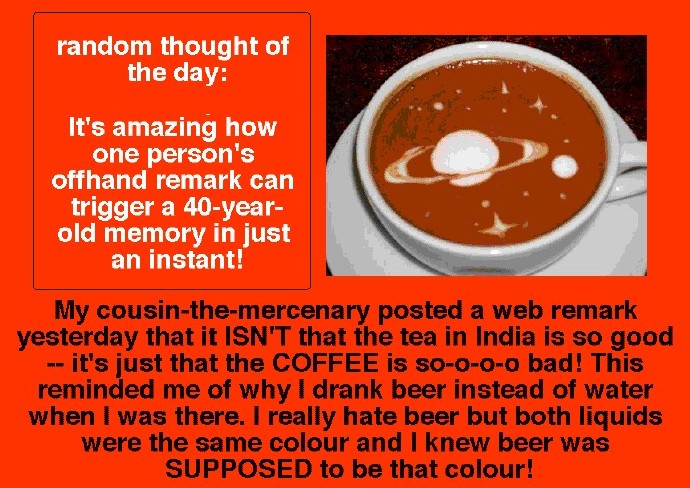 random thought of
the day:
It's amazing how
one person's
offhand remark can
trigger a 40-year-
old memory in just
an instant!
My cousin-the-mercenary posted a web remark
yesterday that it ISN'T that the tea in India is so good
-- it's just that the COFFEE is so-o-o-o bad! This
reminded me of why I drank beer instead of water
when I was there. I really hate beer but both liquids
were the same colour and I knew beer was
SUPPOSED to be that colour!